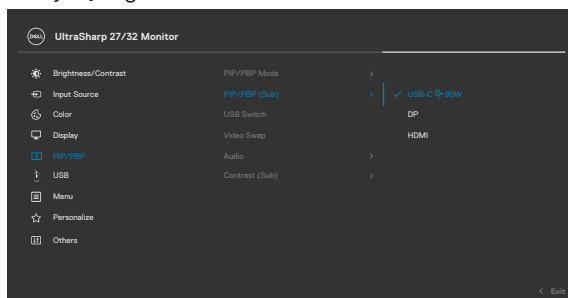 DELL
UltraSharp 27/32 Monitor
Brightness/Contrast
PIP/PBP Mode
Input Source
PIP/PBP (Sub)
USB-C 90W
Color
USB Switch
DP
Display
Video Swap
HDMI
PIP/PBP
Audio
USB
Contrast (Sub)
Menu
Personalize
Others
Exit